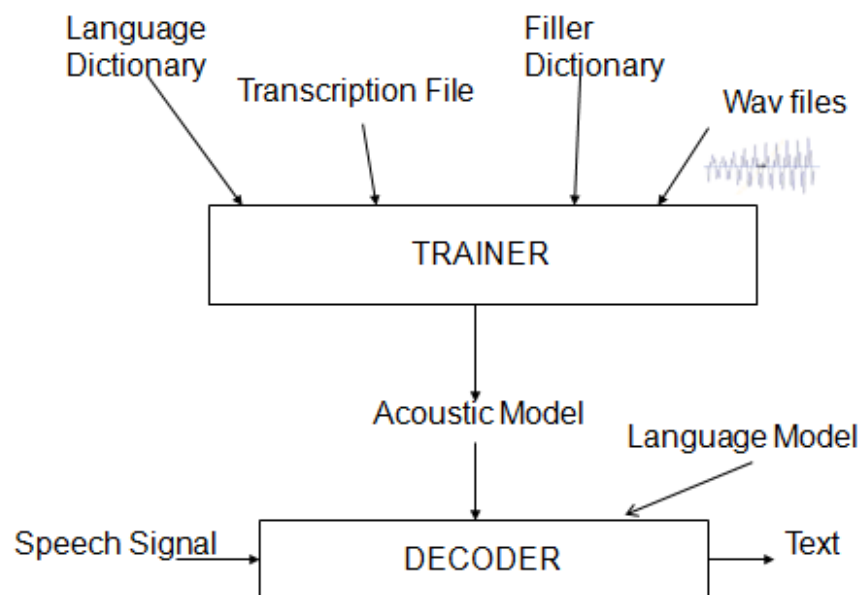 Language
Dictionary
Transcription File
Filler
Dictionary
Wav files
TRAINER
Acoustic Model
Language Model
Speech Signal
DECODER
Text